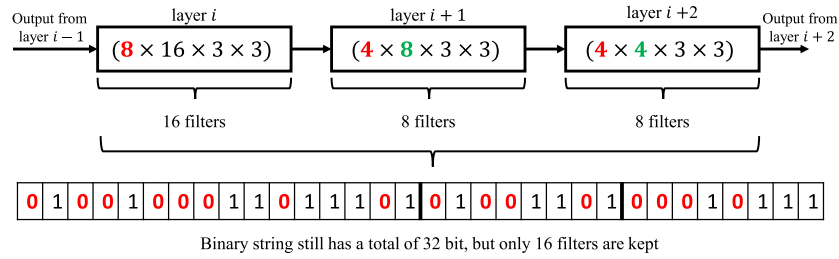 Output from layer i − 1
layer i
(8 × 16 × 3 × 3)
layer i + 1
(4 × 8 × 3 × 3)
layer i +2
(4 × 4 × 3 × 3)
Output from layer i + 2
16 filters
8 filters
8 filters
0 1 0 0 1 0 0 0 1 1 0 1 1 1 0 1 0 1 0 0 1 1 0 1 0 0 0 1 0 1 1 1
Binary string still has a total of 32 bit, but only 16 filters are kept